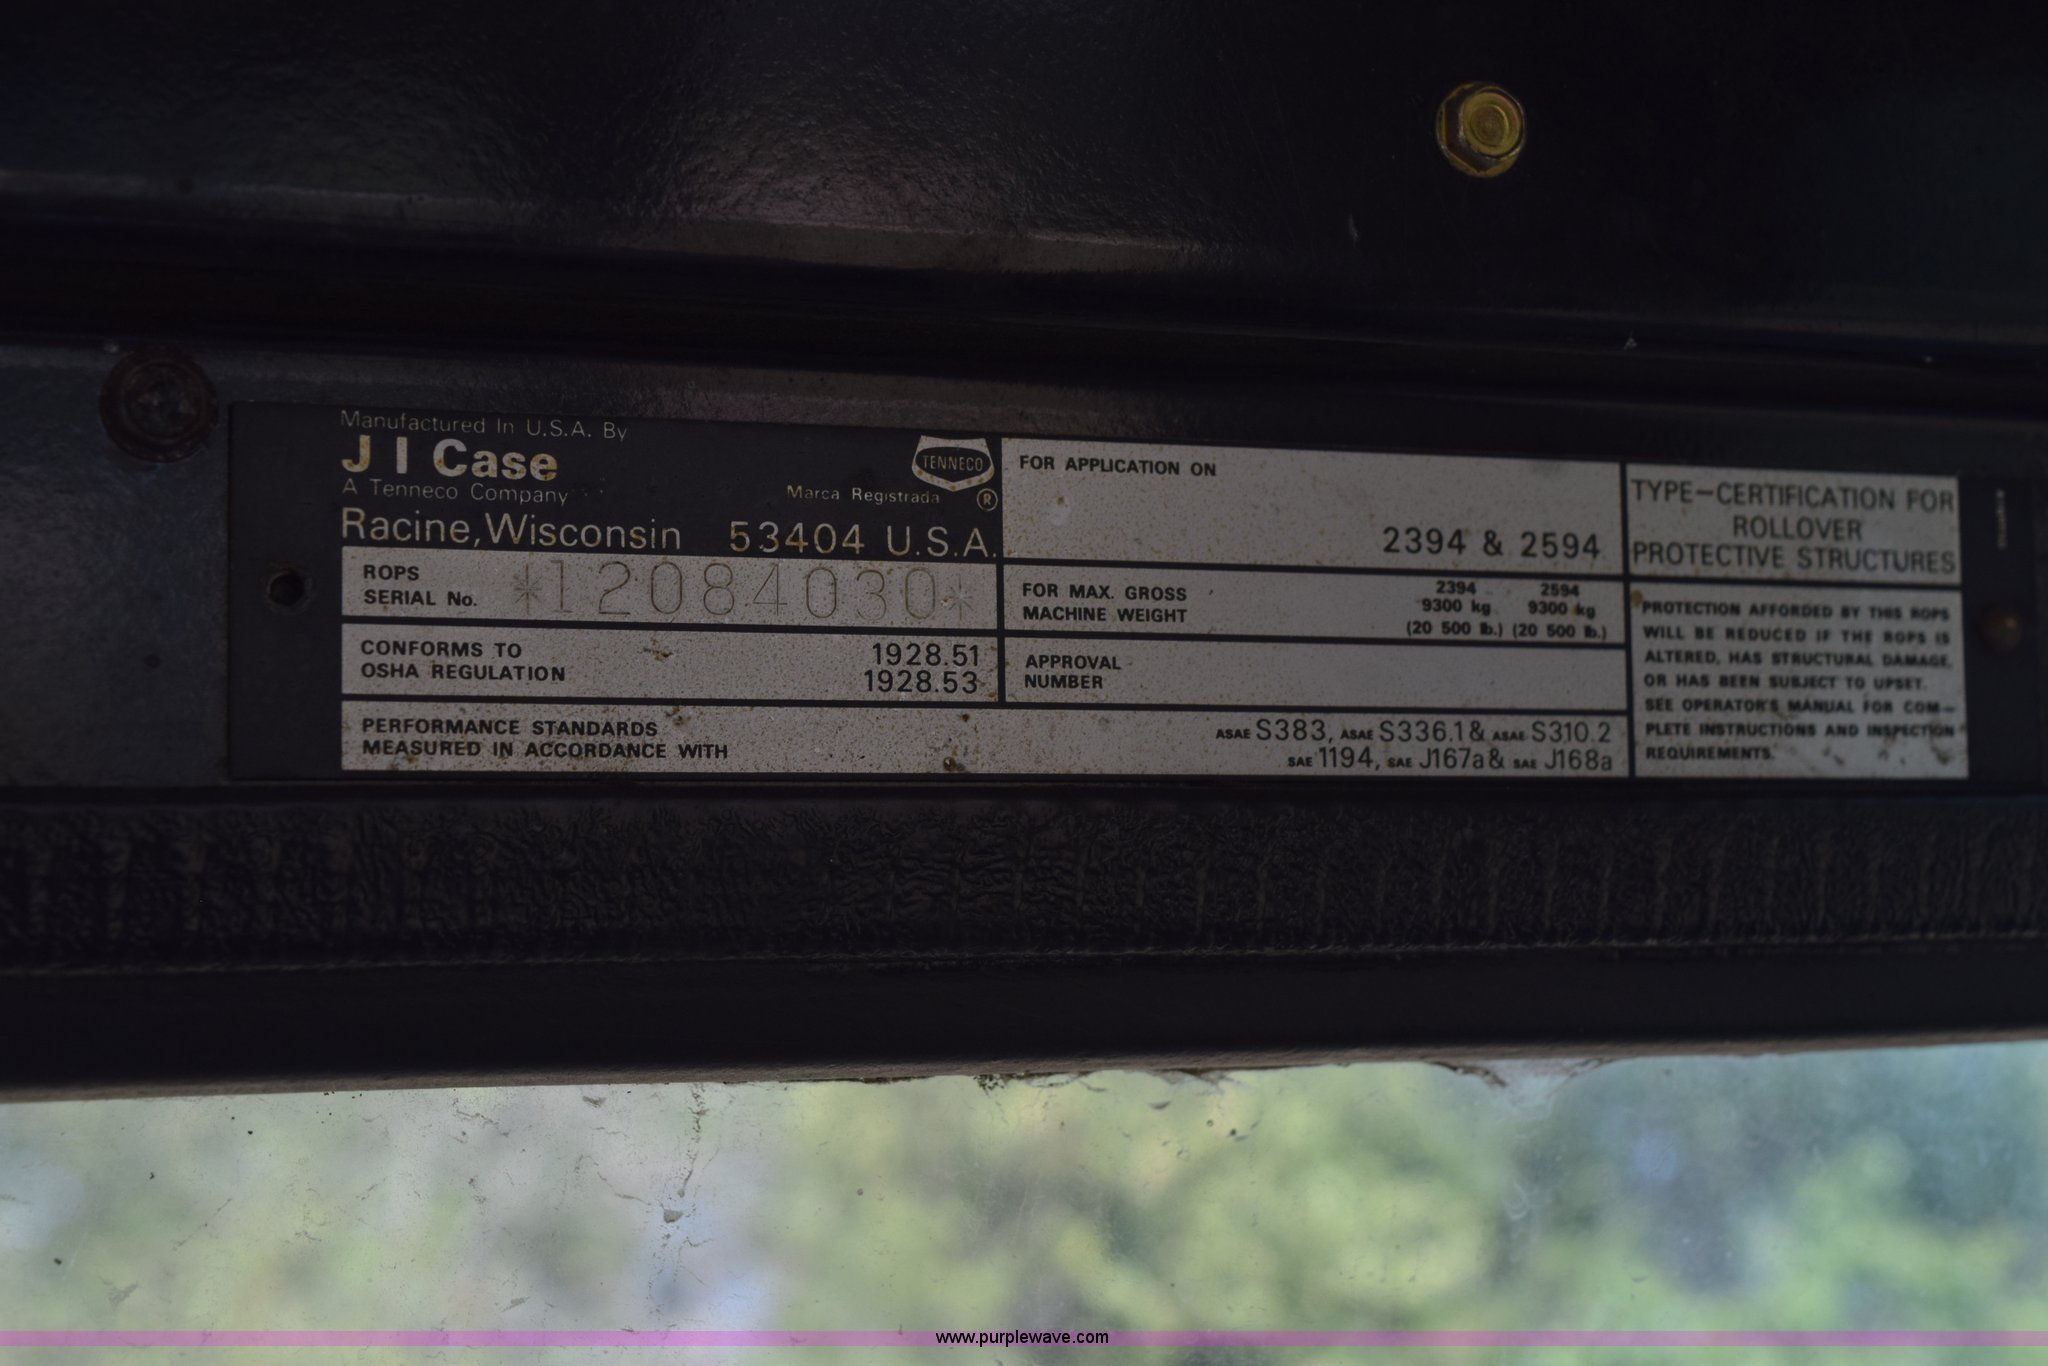 Manufactured In U.S.A. By
J I Case
A Tenneco Company
TENNECO
Marca Registrada ®
Racine, Wisconsin 53404 U.S.A.
ROPS
SERIAL No. *12084030*
CONFORMS TO
OSHA REGULATION
1928.51
1928.53
FOR APPLICATION ON
2394 & 2594
FOR MAX. GROSS
MACHINE WEIGHT
2394 2594
9300 kg 9300 kg
(20 500 lb.) (20 500 lb.)
APPROVAL
NUMBER
PERFORMANCE STANDARDS
MEASURED IN ACCORDANCE WITH
ASAE S383, ASAE S336.1 & ASAE S310.2
SAE 1194, SAE J167a & SAE J168a
TYPE-CERTIFICATION FOR
ROLLOVER
PROTECTIVE STRUCTURES
PROTECTION AFFORDED BY THIS ROPS
WILL BE REDUCED IF THE ROPS IS
ALTERED, HAS STRUCTURAL DAMAGE,
OR HAS BEEN SUBJECT TO UPSET.
SEE OPERATOR'S MANUAL FOR COM-
PLETE INSTRUCTIONS AND INSPECTION
REQUIREMENTS.
www.purplewave.com